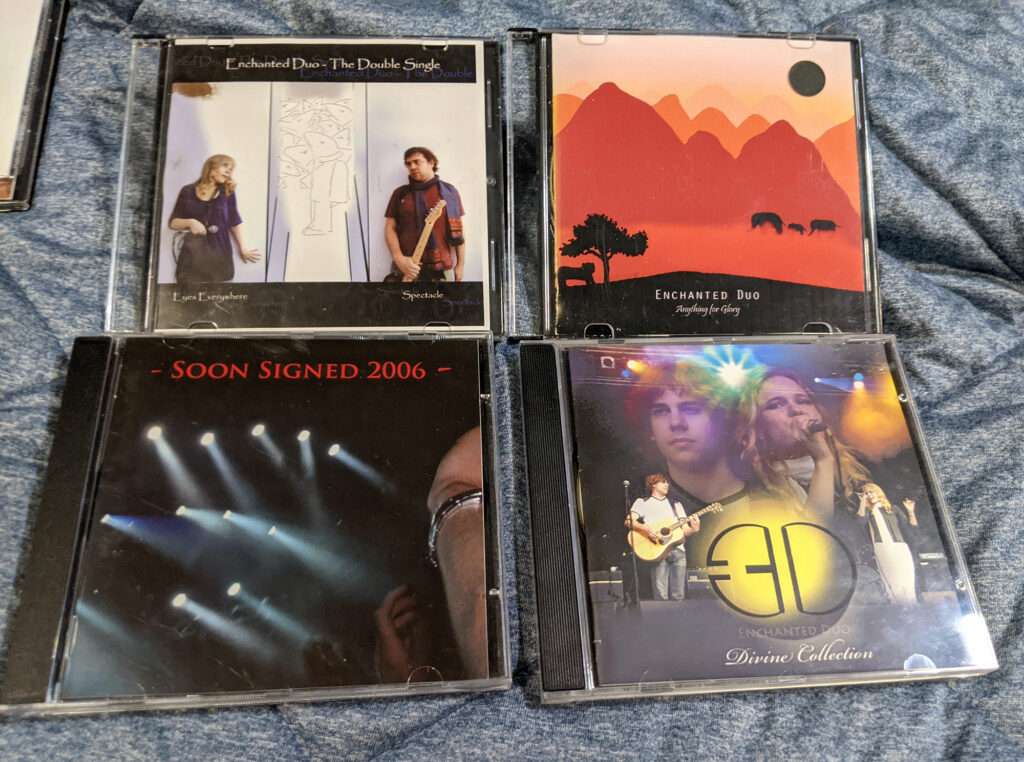 Enchanted Duo - The Double Single
Enchanted Duo - The Double
Eyes Everywhere
Spectacle
Spectacle
Enchanted Duo
Anything for Glory
- Soon Signed 2006 -
ED
Enchanted Duo
Divine Collection